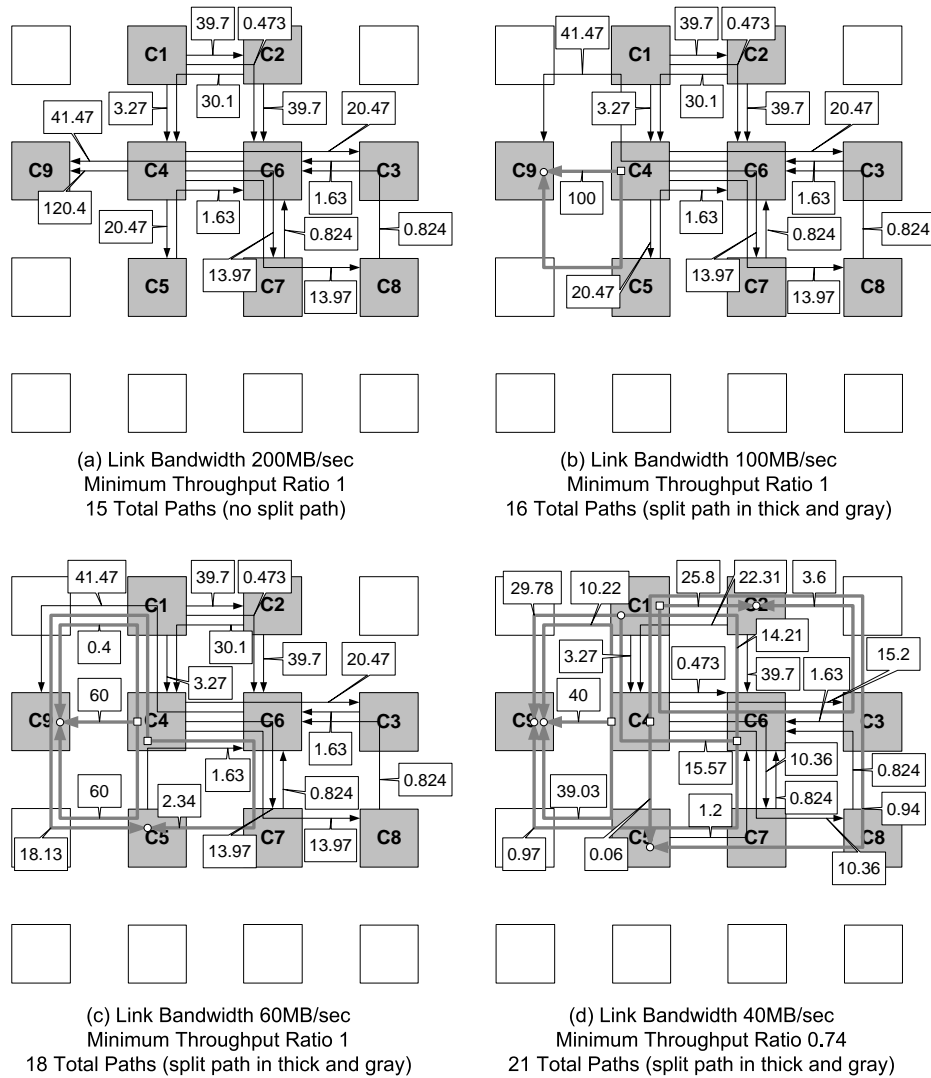 39.7
0.473
C1
C2
3.27
30.1
39.7
20.47
41.47
C9
C4
C6
C3
120.4
1.63
1.63
20.47
0.824
0.824
13.97
C5
C7
C8
13.97
(a) Link Bandwidth 200MB/sec
Minimum Throughput Ratio 1
15 Total Paths (no split path)
41.47
39.7
0.473
C1
C2
3.27
30.1
39.7
20.47
C9
C4
C6
C3
100
1.63
1.63
0.824
0.824
20.47
13.97
C5
C7
C8
13.97
(b) Link Bandwidth 100MB/sec
Minimum Throughput Ratio 1
16 Total Paths (split path in thick and gray)
41.47
39.7
0.473
C1
C2
0.4
30.1
39.7
20.47
3.27
60
C9
C4
C6
C3
1.63
1.63
60
2.34
0.824
0.824
C5
C7
C8
18.13
13.97
13.97
(c) Link Bandwidth 60MB/sec
Minimum Throughput Ratio 1
18 Total Paths (split path in thick and gray)
29.78
10.22
25.8
22.31
3.6
C1
C2
14.21
15.2
3.27
0.473
39.7
1.63
40
C9
C4
C6
C3
15.57
10.36
0.824
39.03
1.2
0.824
0.94
C5
C7
C8
0.97
0.06
10.36
(d) Link Bandwidth 40MB/sec
Minimum Throughput Ratio 0.74
21 Total Paths (split path in thick and gray)